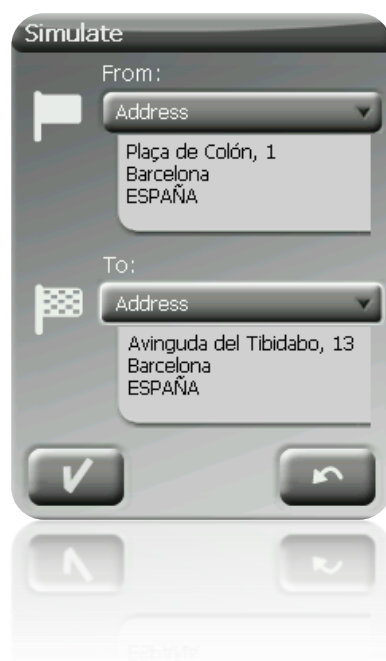 Simulate
From:
Address
Plaça de Colón, 1
Barcelona
ESPAÑA
To:
Address
Avinguda del Tibidabo, 13
Barcelona
ESPAÑA